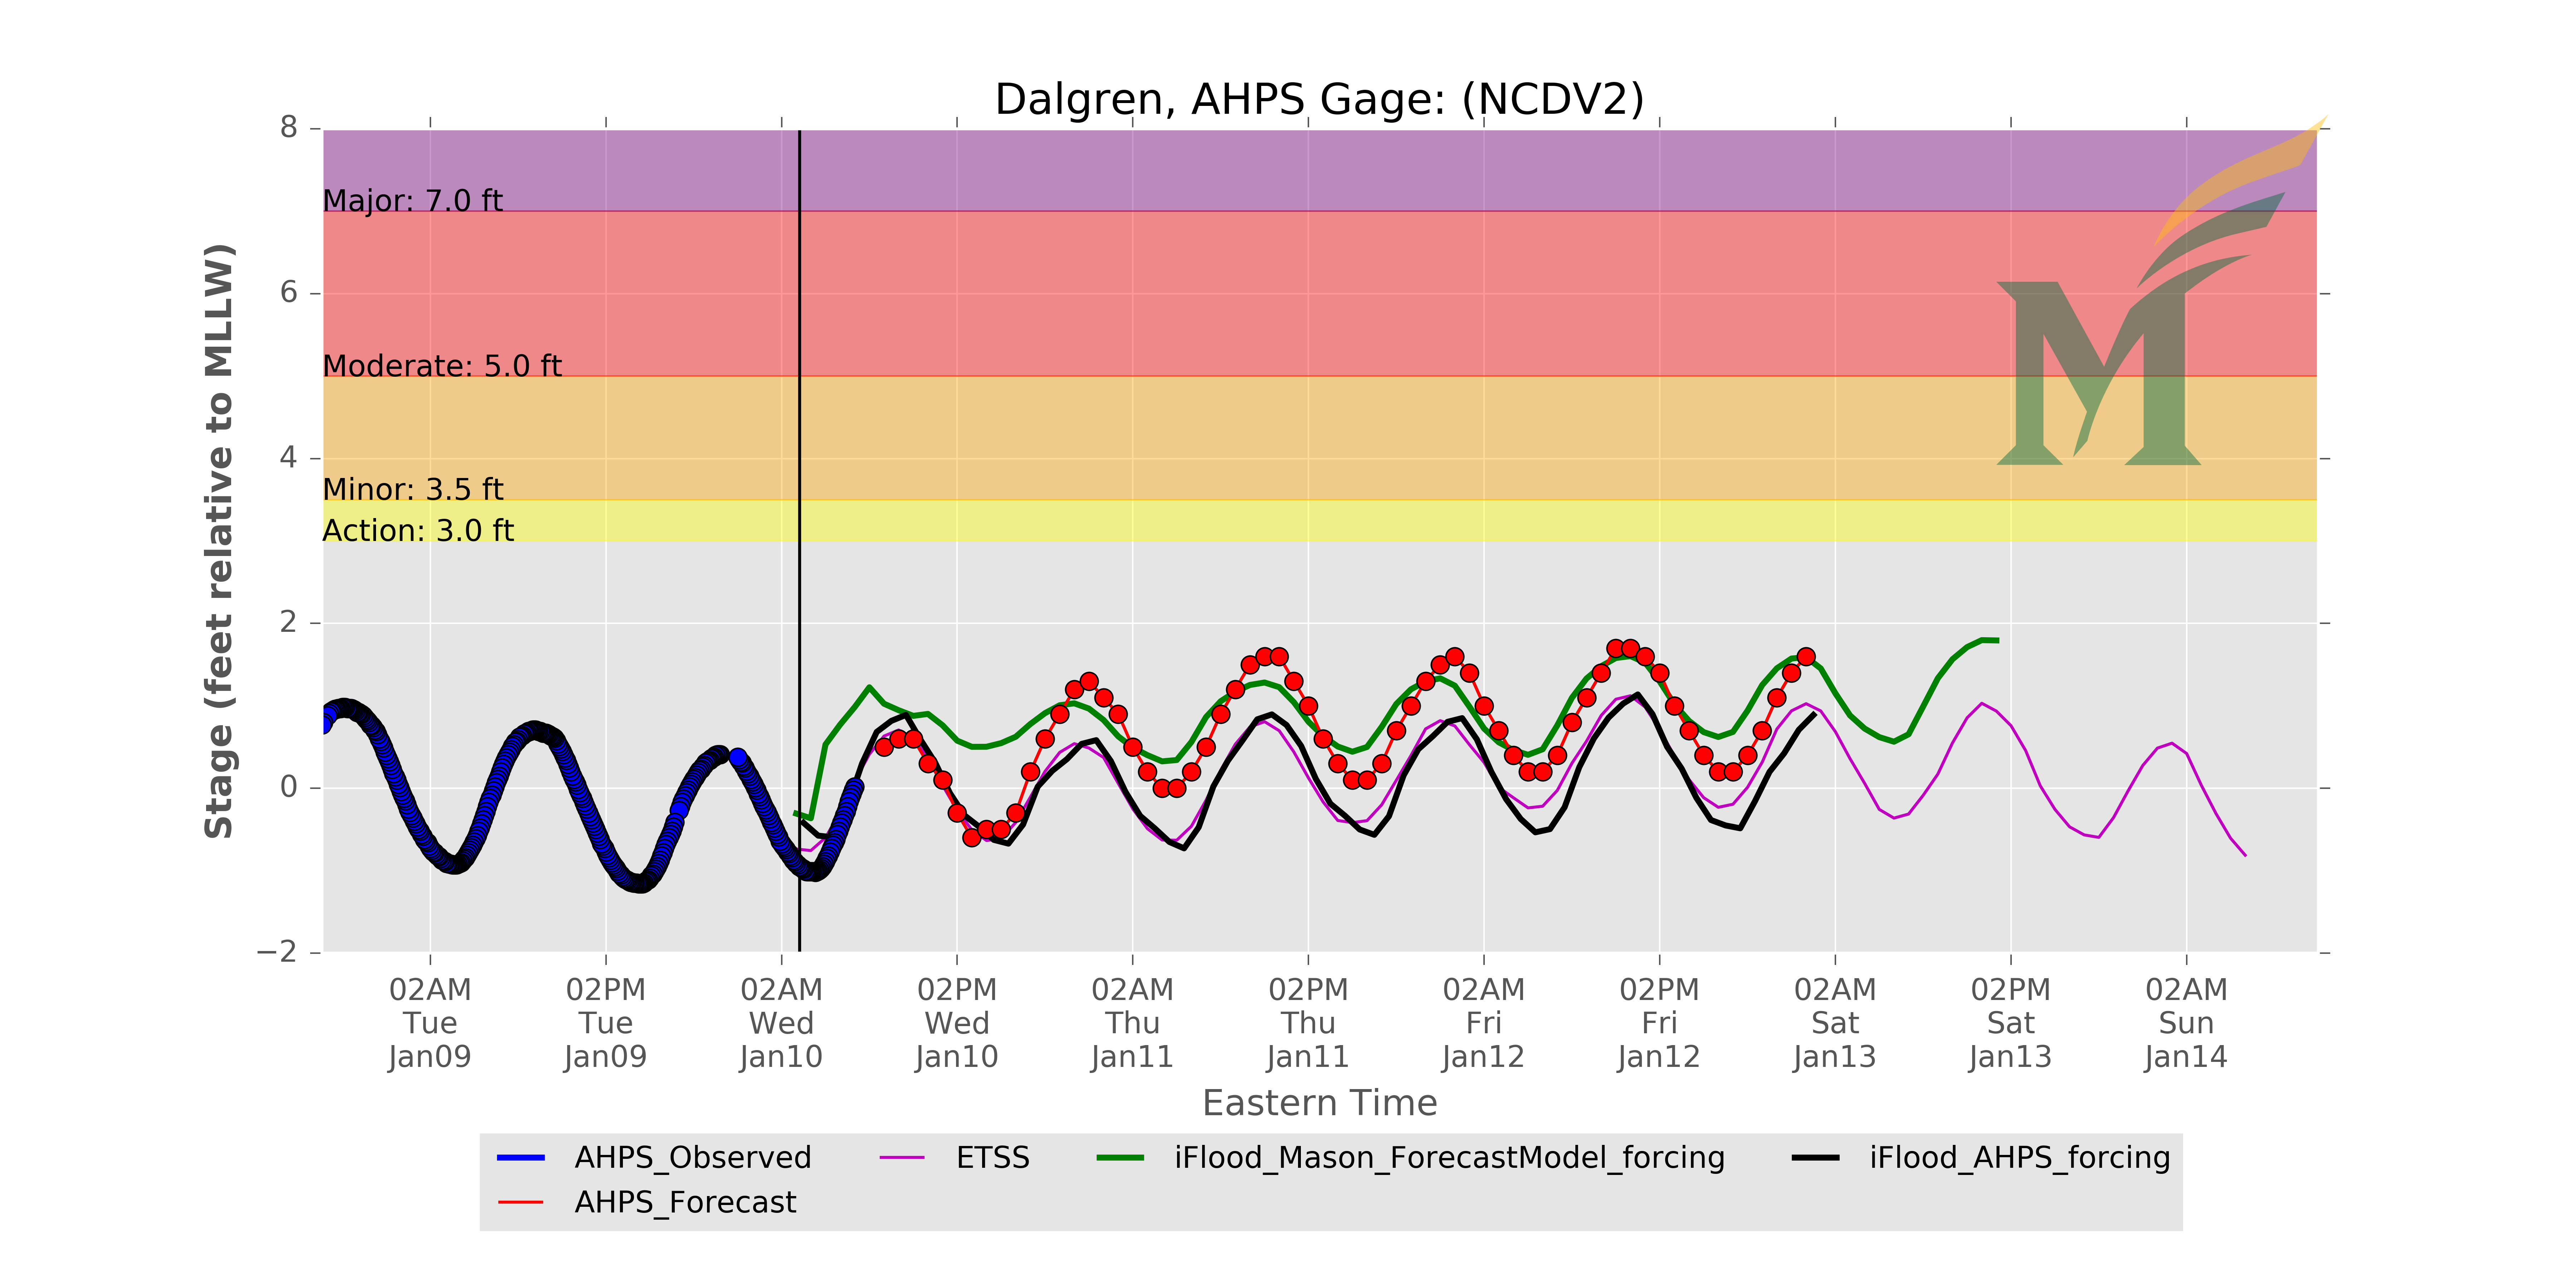 Dalgren, AHPS Gage: (NCDV2)
8
Major: 7.0 ft
6
Moderate: 5.0 ft
4
Minor: 3.5 ft
Action: 3.0 ft
2
0
−2
Stage (feet relative to MLLW)
02AM Tue Jan09
02PM Tue Jan09
02AM Wed Jan10
02PM Wed Jan10
02AM Thu Jan11
02PM Thu Jan11
02AM Fri Jan12
02PM Fri Jan12
02AM Sat Jan13
02PM Sat Jan13
02AM Sun Jan14
Eastern Time
AHPS_Observed
AHPS_Forecast
ETSS
iFlood_Mason_ForecastModel_forcing
iFlood_AHPS_forcing
M